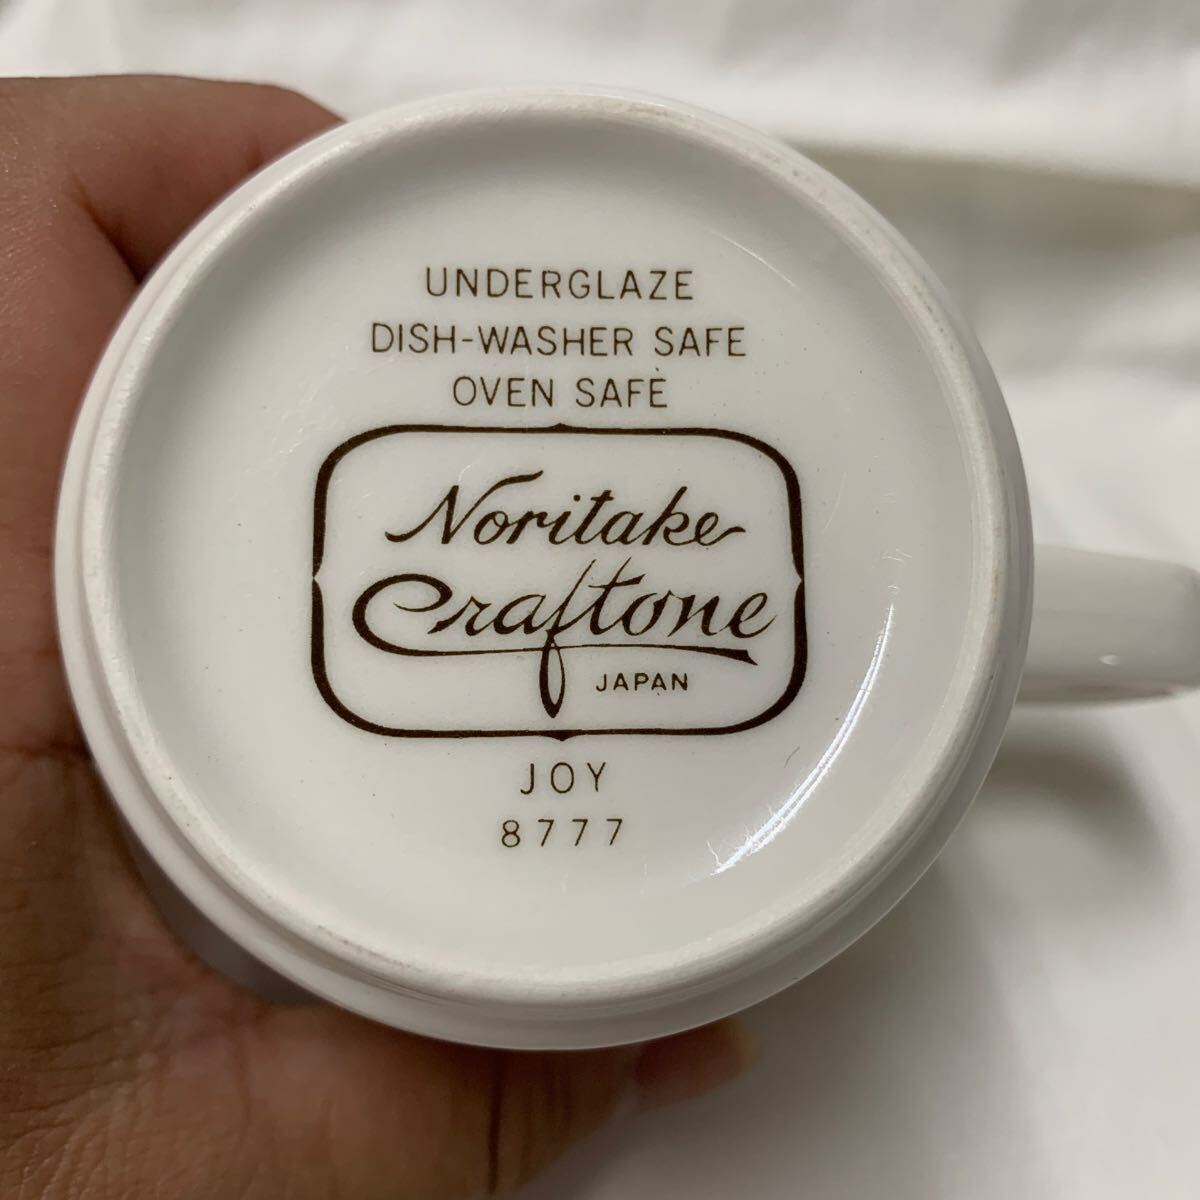 UNDERGLAZE
DISH-WASHER SAFE
OVEN SAFE
Noritake
Craftone
JAPAN
JOY
8777